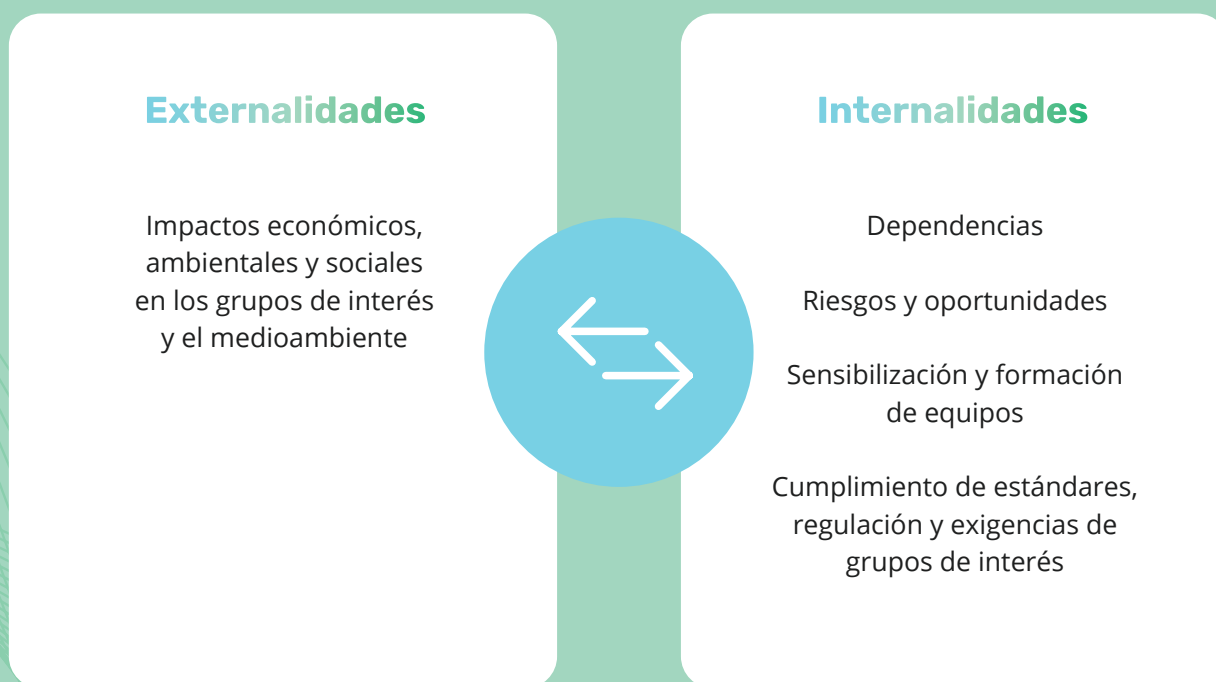 Externalidades
Impactos económicos,
ambientales y sociales
en los grupos de interés
y el medioambiente
Internalidades
Dependencias
Riesgos y oportunidades
Sensibilización y formación
de equipos
Cumplimiento de estándares,
regulación y exigencias de
grupos de interés